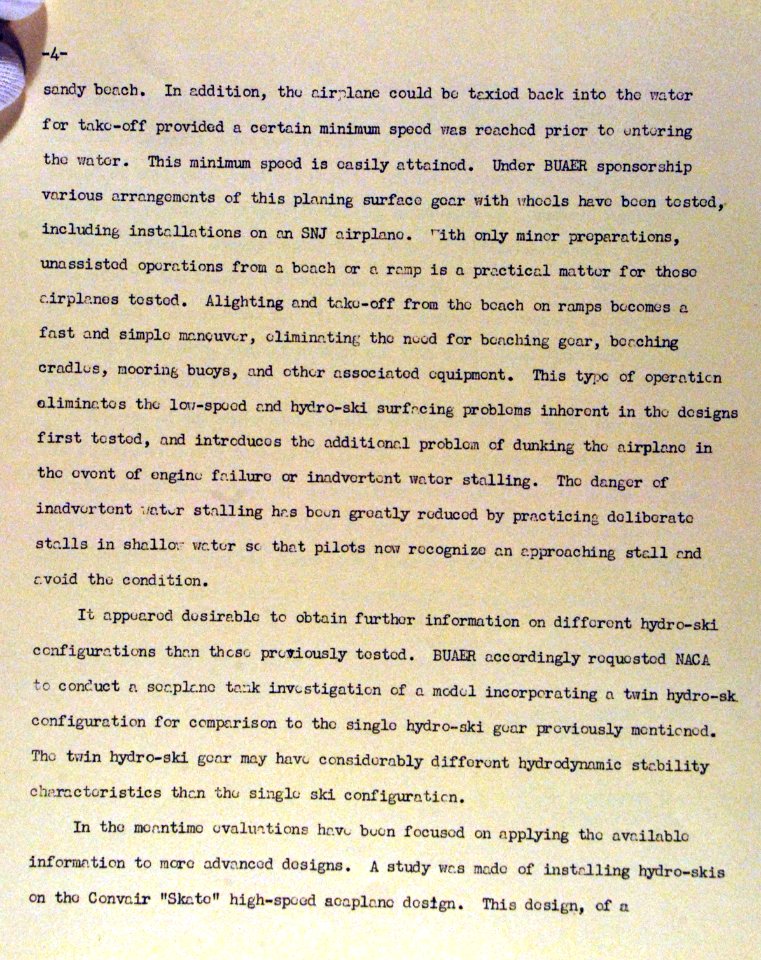 -4-
sandy beach. In addition, the airplane could be taxied back into the water
for take-off provided a certain minimum speed was reached prior to entering
the water. This minimum speed is easily attained. Under BUAER sponsorship
various arrangements of this planing surface gear with wheels have been tested,
including installations on an SNJ airplane. With only minor preparations,
unassisted operations from a beach or a ramp is a practical matter for those
airplanes tested. Alighting and take-off from the beach on ramps becomes a
fast and simple maneuver, eliminating the need for beaching gear, beaching
cradles, mooring buoys, and other associated equipment. This type of operation
eliminates the low-speed and hydro-ski surfacing problems inherent in the designs
first tested, and introduces the additional problem of dunking the airplane in
the event of engine failure or inadvertent water stalling. The danger of
inadvertent water stalling has been greatly reduced by practicing deliberate
stalls in shallow water so that pilots now recognize an approaching stall and
avoid the condition.
It appeared desirable to obtain further information on different hydro-ski
configurations than those previously tested. BUAER accordingly requested NACA
to conduct a seaplane tank investigation of a model incorporating a twin hydro-sk
configuration for comparison to the single hydro-ski gear previously mentioned.
The twin hydro-ski gear may have considerably different hydrodynamic stability
characteristics than the single ski configuration.
In the meantime evaluations have been focused on applying the available
information to more advanced designs. A study was made of installing hydro-skis
on the Convair "Skate" high-speed seaplane design. This design, of a